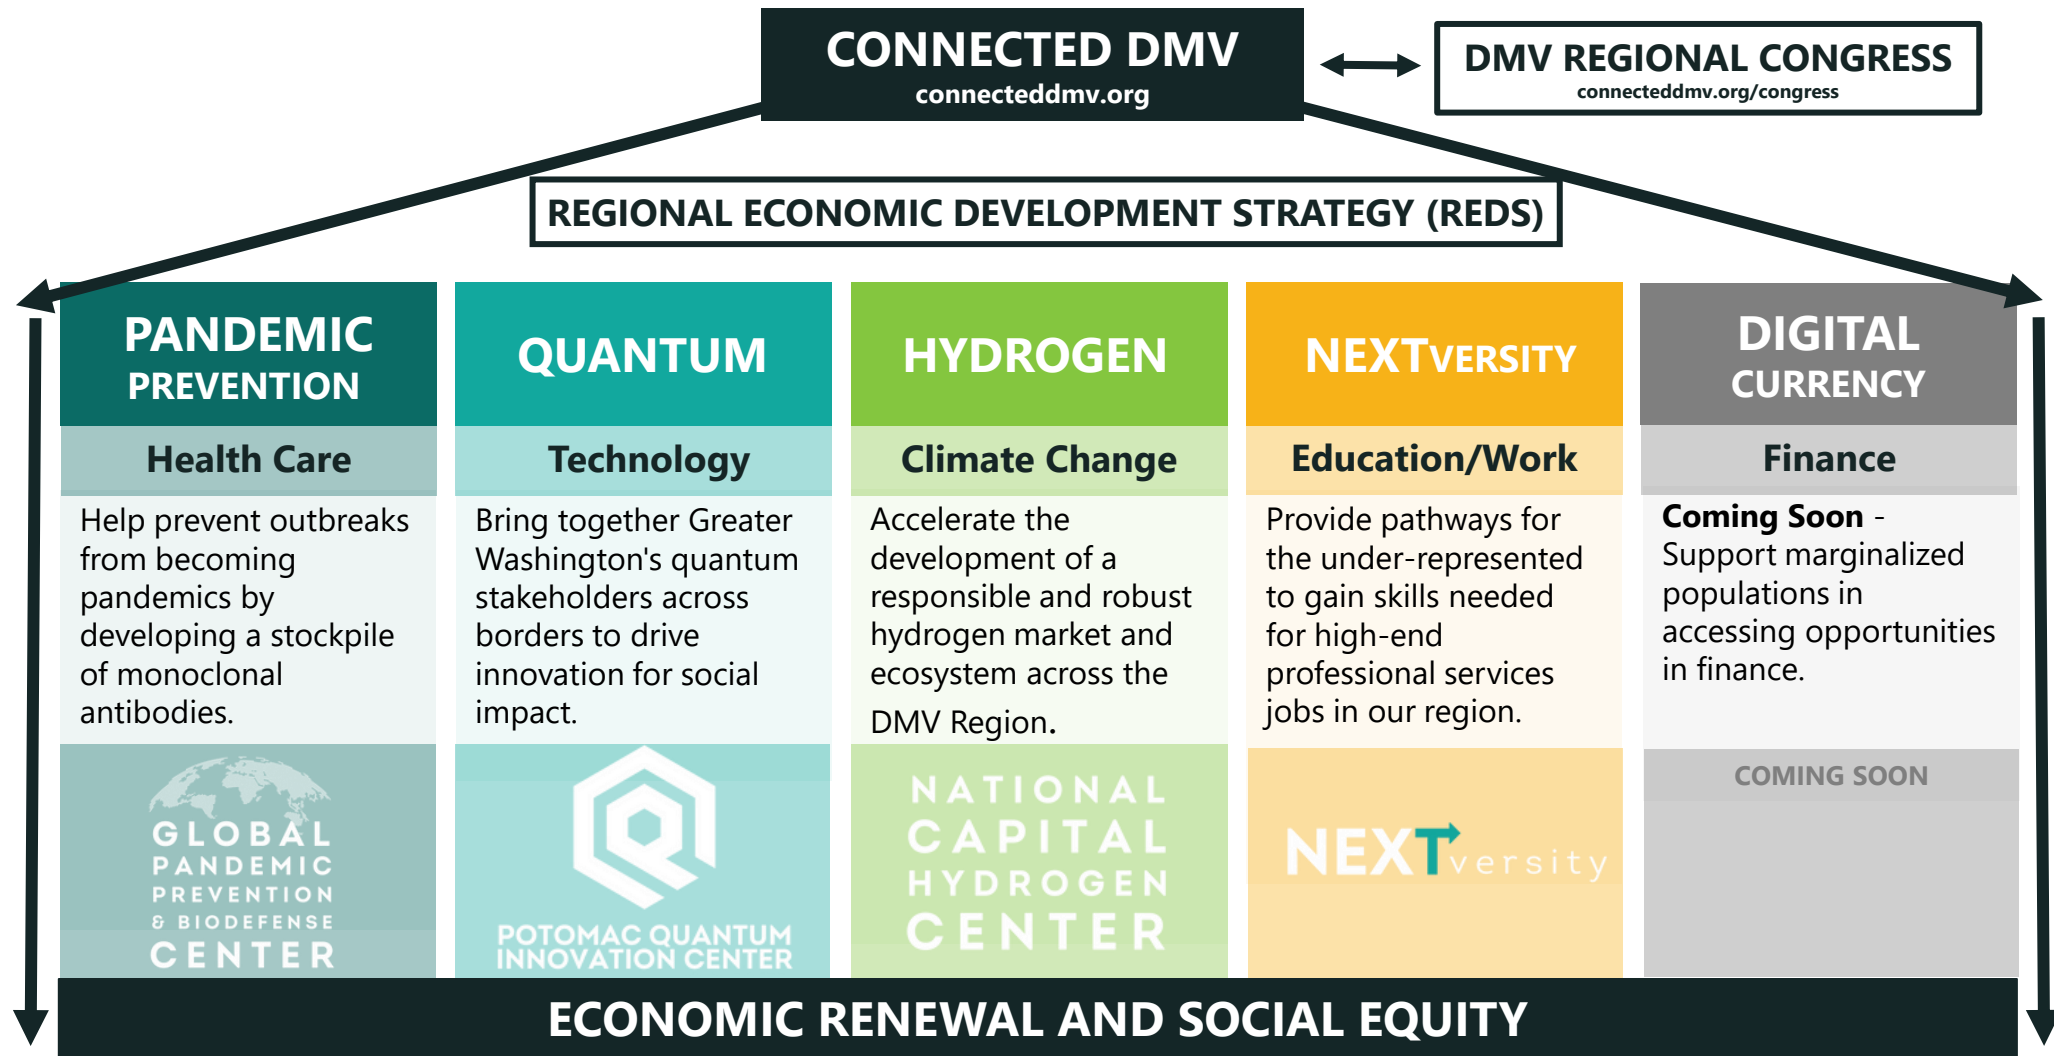 CONNECTED DMV
connecteddmv.org
DMV REGIONAL CONGRESS
connecteddmv.org/congress
REGIONAL ECONOMIC DEVELOPMENT STRATEGY (REDS)
PANDEMIC
PREVENTION
Health Care
Help prevent outbreaks
from becoming
pandemics by
developing a stockpile
of monoclonal
antibodies.
GLOBAL
PANDEMIC
PREVENTION
& BIODEFENSE
CENTER
QUANTUM
Technology
Bring together Greater
Washington's quantum
stakeholders across
borders to drive
innovation for social
impact.
POTOMAC QUANTUM
INNOVATION CENTER
HYDROGEN
Climate Change
Accelerate the
development of a
responsible and robust
hydrogen market and
ecosystem across the
DMV Region.
NATIONAL
CAPITAL
HYDROGEN
CENTER
NEXTVERSITY
Education/Work
Provide pathways for
the under-represented
to gain skills needed
for high-end
professional services
jobs in our region.
NEXTversity
DIGITAL
CURRENCY
Finance
Coming Soon -
Support marginalized
populations in
accessing opportunities
in finance.
COMING SOON
ECONOMIC RENEWAL AND SOCIAL EQUITY